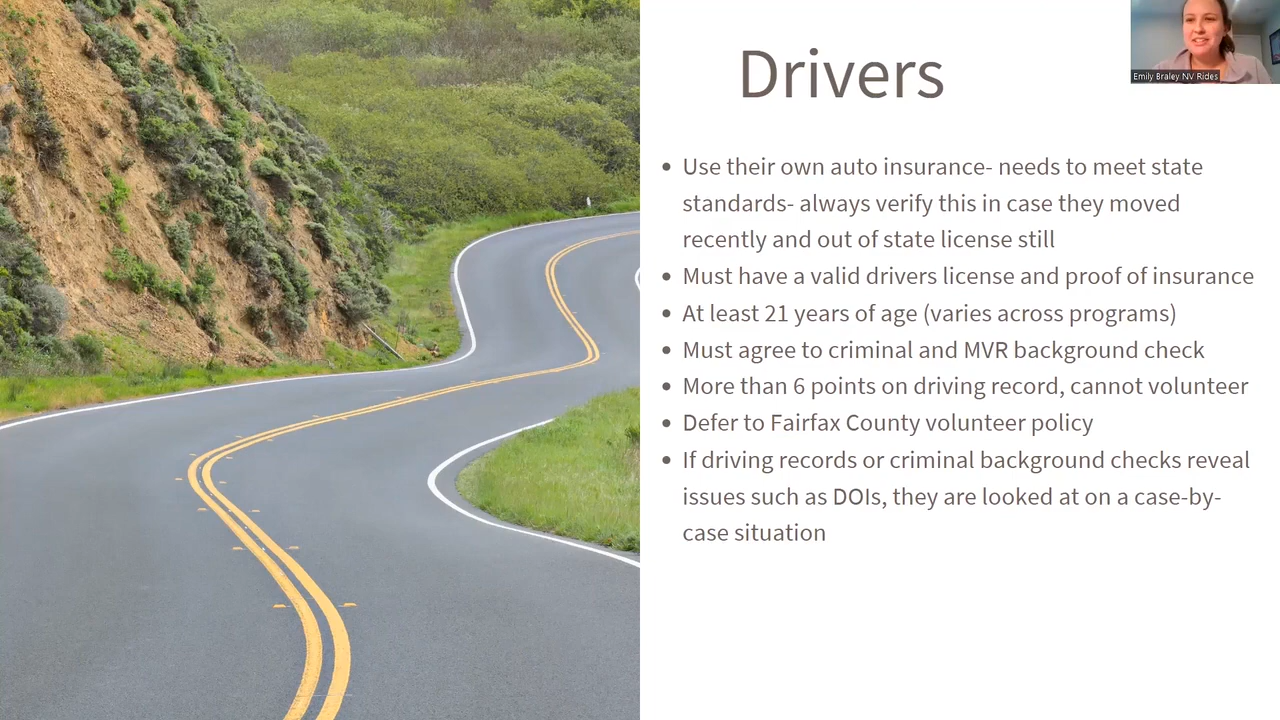 Drivers
Emily Braley NV Rides
• Use their own auto insurance- needs to meet state
standards- always verify this in case they moved
recently and out of state license still
• Must have a valid drivers license and proof of insurance
• At least 21 years of age (varies across programs)
• Must agree to criminal and MVR background check
• More than 6 points on driving record, cannot volunteer
• Defer to Fairfax County volunteer policy
• If driving records or criminal background checks reveal
issues such as DOIs, they are looked at on a case-by-
case situation